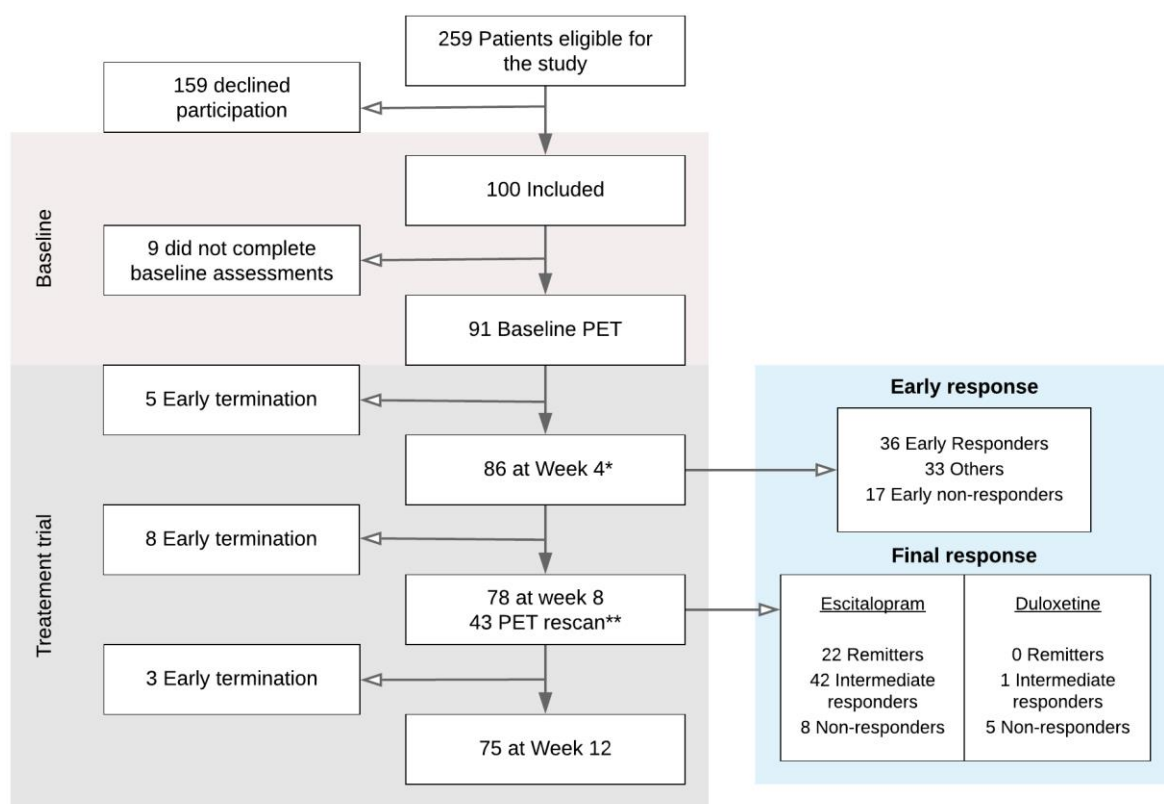 259 Patients eligible for
the study
159 declined
participation
Baseline
100 Included
9 did not complete
baseline assessments
91 Baseline PET
Treatement trial
5 Early termination
86 at Week 4*
8 Early termination
78 at week 8
43 PET rescan**
3 Early termination
75 at Week 12
Early response
36 Early Responders
33 Others
17 Early non-responders
Final response
Escitalopram
22 Remitters
42 Intermediate
responders
8 Non-responders
Duloxetine
0 Remitters
1 Intermediate
responders
5 Non-responders